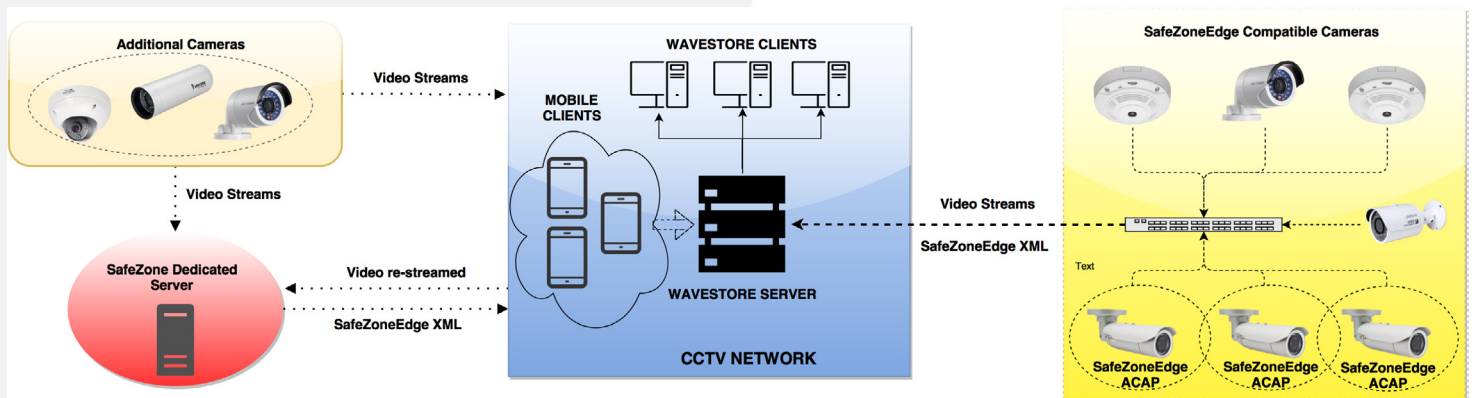 Additional Cameras
Video Streams
Video Streams
SafeZone Dedicated
Server
Video re-streamed
SafeZoneEdge XML
WAVESTORE CLIENTS
MOBILE
CLIENTS
WAVESTORE SERVER
CCTV NETWORK
Video Streams
SafeZoneEdge XML
SafeZoneEdge Compatible Cameras
Text
SafeZoneEdge
ACAP
SafeZoneEdge
ACAP
SafeZoneEdge
ACAP